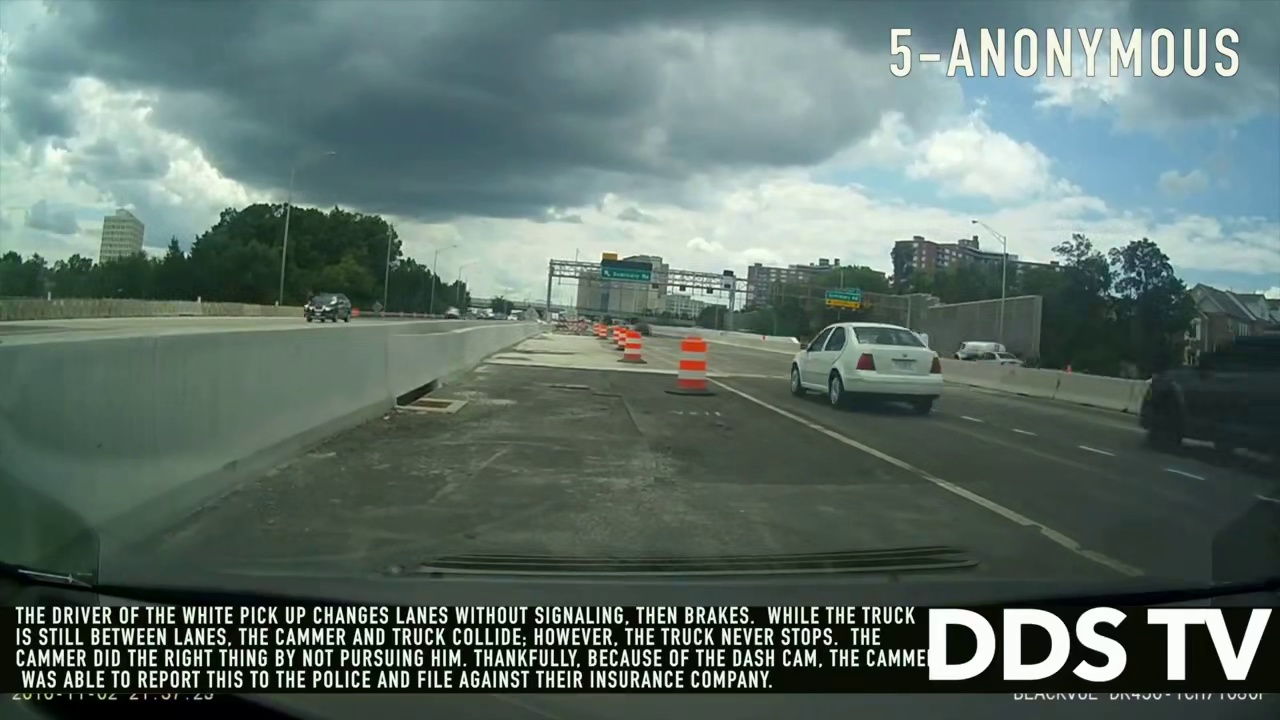 5-ANONYMOUS
Seminary Rd
THE DRIVER OF THE WHITE PICK UP CHANGES LANES WITHOUT SIGNALING, THEN BRAKES. WHILE THE TRUCK
IS STILL BETWEEN LANES, THE CAMMER AND TRUCK COLLIDE; HOWEVER, THE TRUCK NEVER STOPS. THE
CAMMER DID THE RIGHT THING BY NOT PURSUING HIM. THANKFULLY, BECAUSE OF THE DASH CAM, THE CAMME
WAS ABLE TO REPORT THIS TO THE POLICE AND FILE AGAINST THEIR INSURANCE COMPANY.
DDS TV